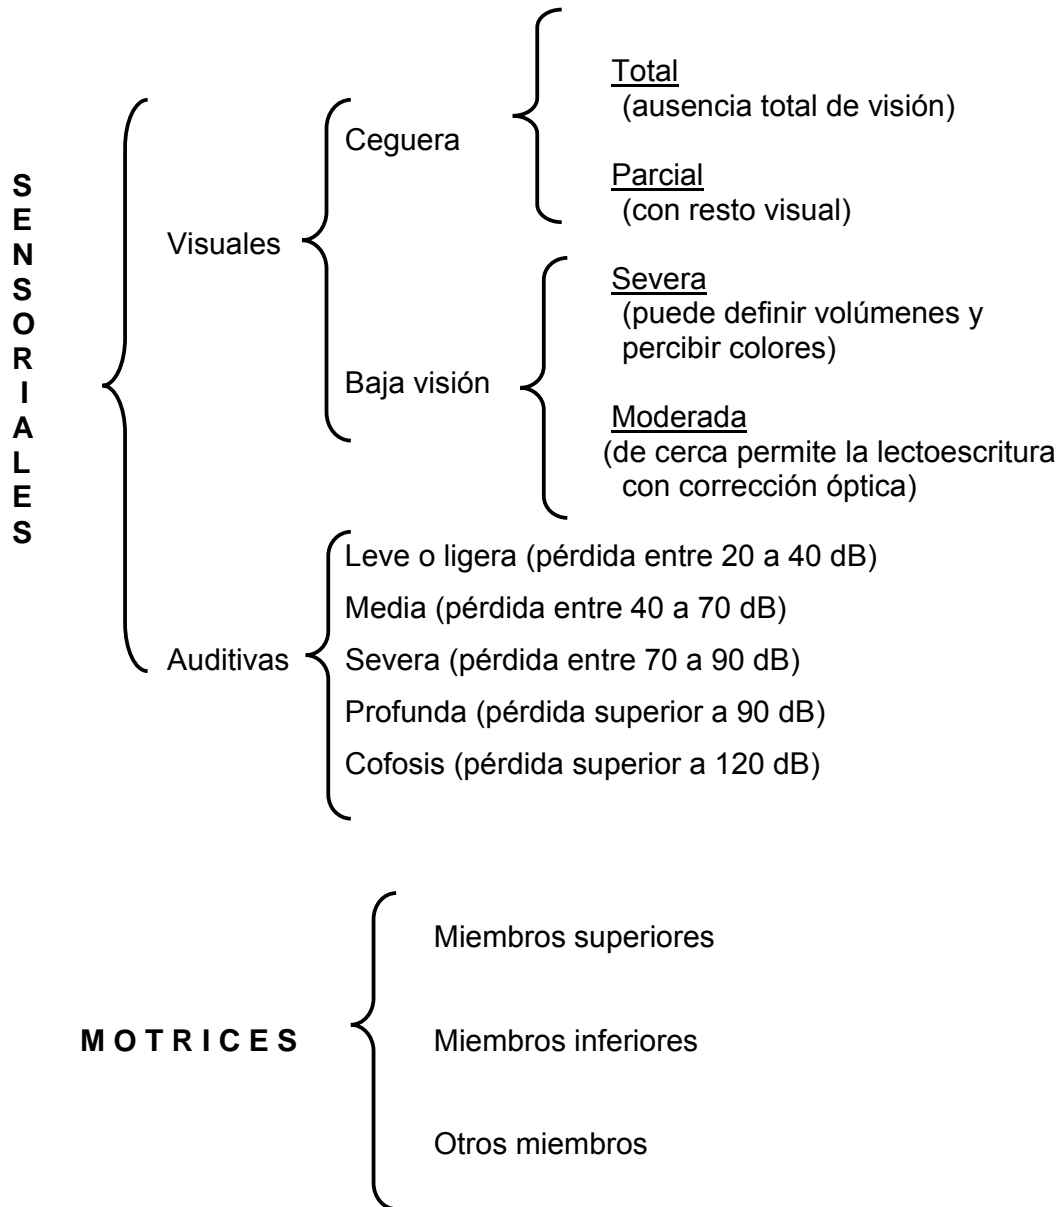 SENSORIALES
Visuales
Ceguera
Total
(ausencia total de visión)
Parcial
(con resto visual)
Baja visión
Severa
(puede definir volúmenes y
percibir colores)
Moderada
(de cerca permite la lectoescritura
con corrección óptica)
Auditivas
Leve o ligera (pérdida entre 20 a 40 dB)
Media (pérdida entre 40 a 70 dB)
Severa (pérdida entre 70 a 90 dB)
Profunda (pérdida superior a 90 dB)
Cofosis (pérdida superior a 120 dB)
M O T R I C E S
Miembros superiores
Miembros inferiores
Otros miembros